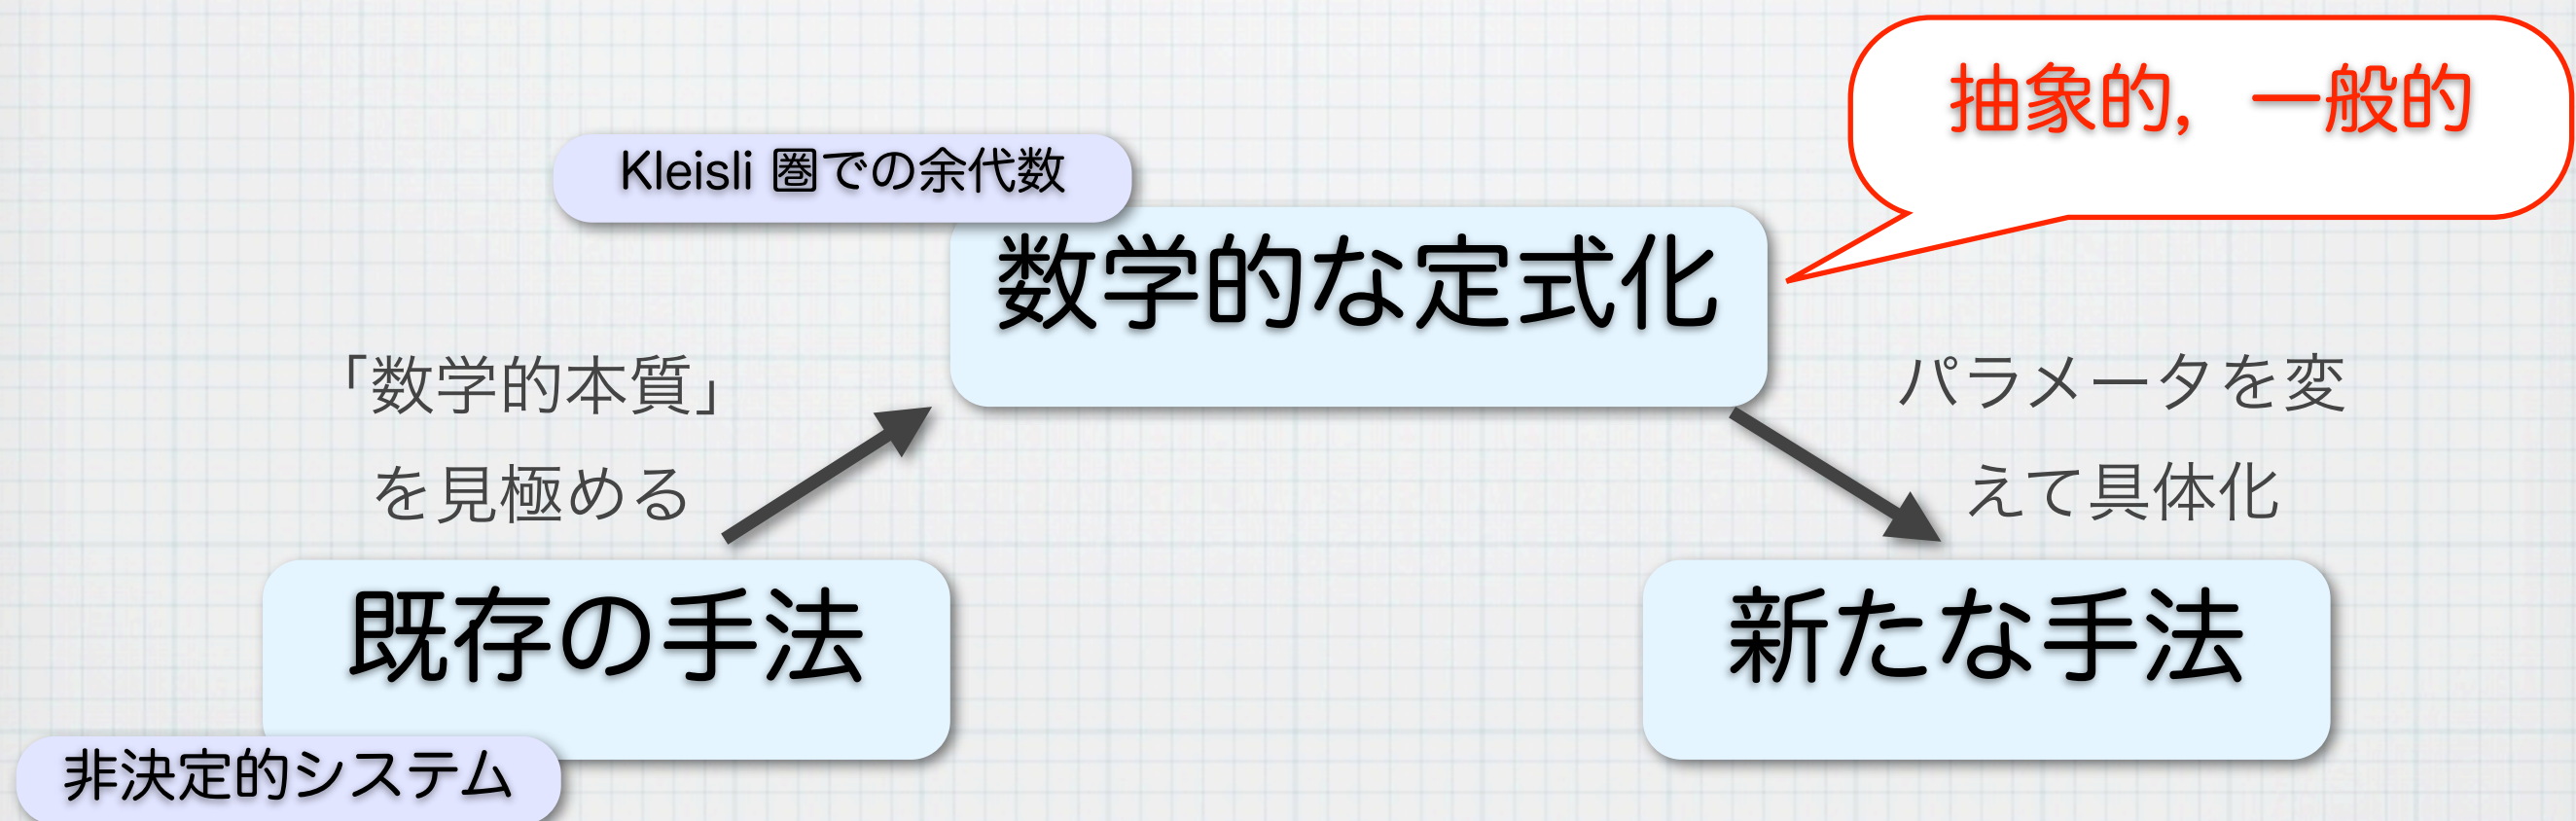 抽象的，一般的
Kleisli 圏での余代数
数学的な定式化
「数学的本質」
を見極める
パラメータを変
えて具体化
既存の手法
新たな手法
非決定的システム